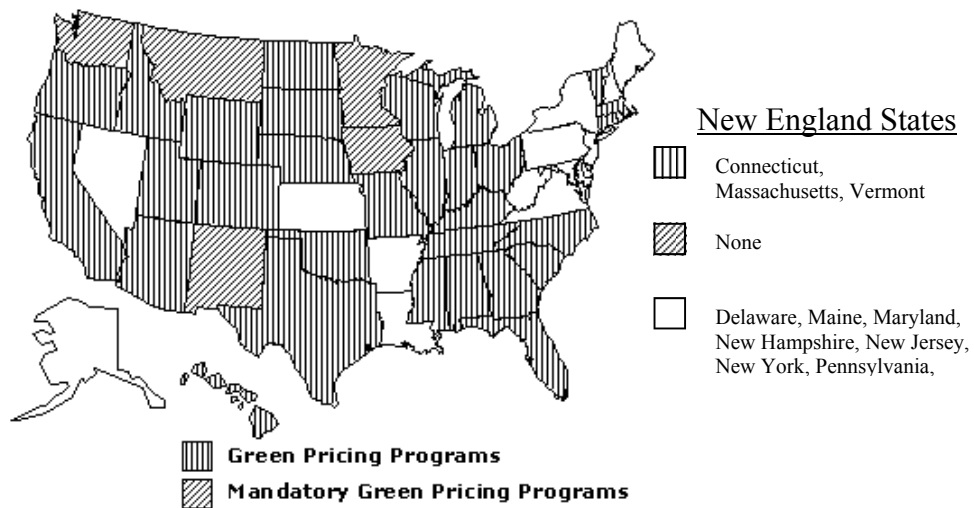 New England States
Connecticut,
Massachusetts, Vermont
None
Delaware, Maine, Maryland,
New Hampshire, New Jersey,
New York, Pennsylvania,
Green Pricing Programs
Mandatory Green Pricing Programs